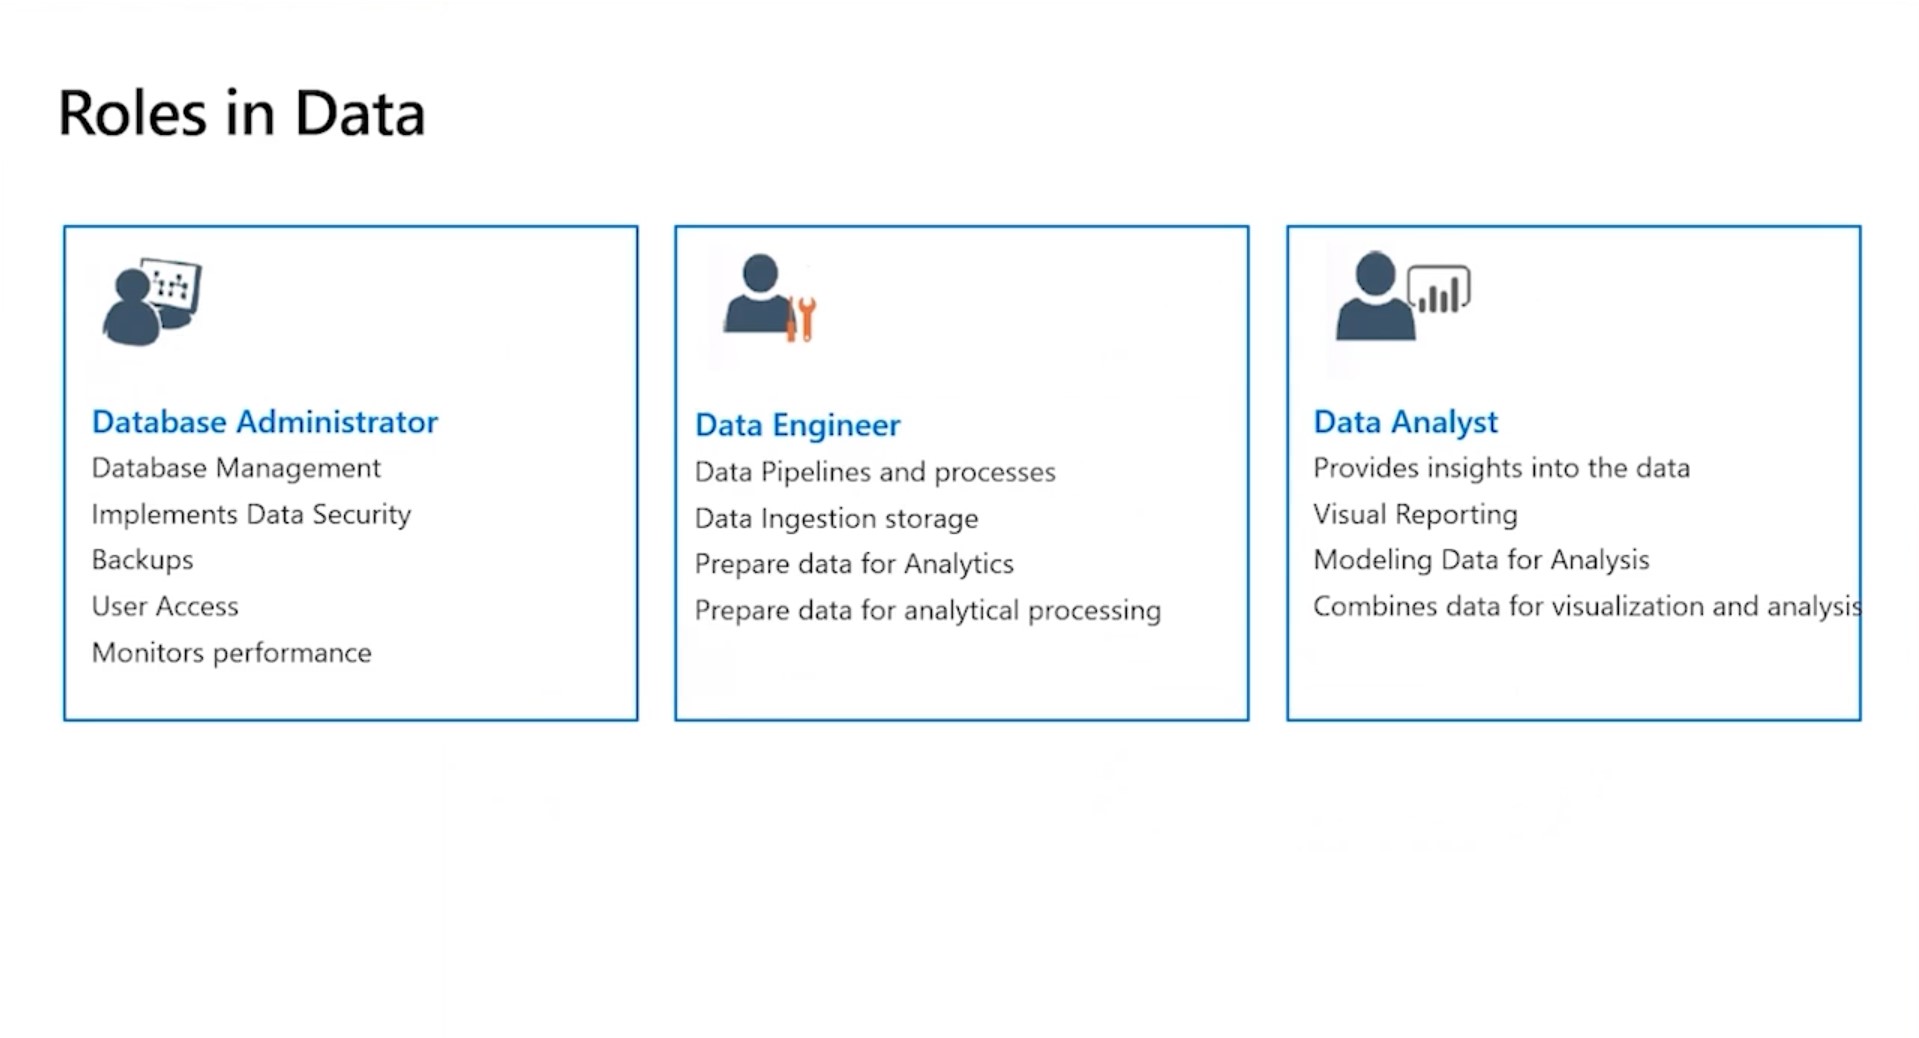 Roles in Data
Database Administrator
Database Management
Implements Data Security
Backups
User Access
Monitors performance
Data Engineer
Data Pipelines and processes
Data Ingestion storage
Prepare data for Analytics
Prepare data for analytical processing
Data Analyst
Provides insights into the data
Visual Reporting
Modeling Data for Analysis
Combines data for visualization and analysis